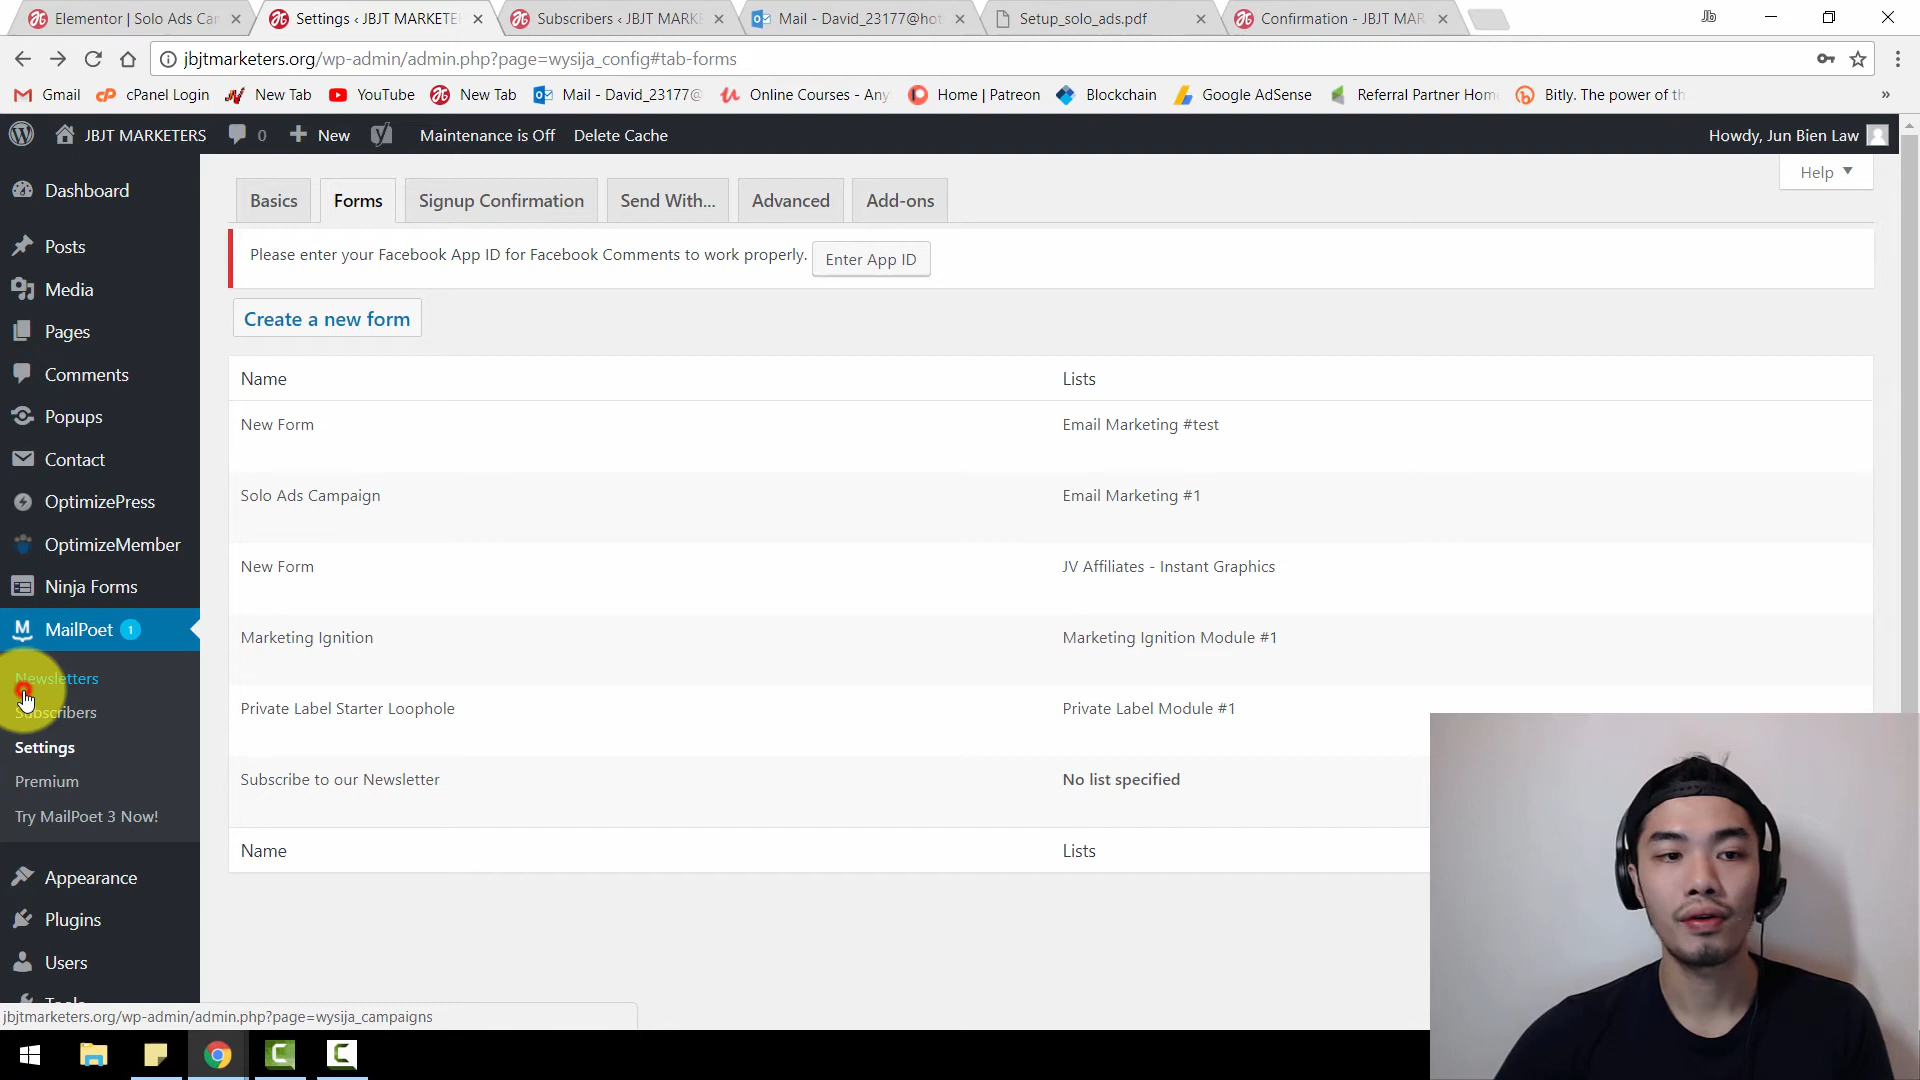 Elementor | Solo Ads Car
Settings ‹ JBJT MARKETE
Subscribers ‹ JBJT MARKE
Mail - David_23177@hot
Setup_solo_ads.pdf
Confirmation - JBJT MAR
Jb
jbjtmarketers.org/wp-admin/admin.php?page=wysija_config#tab-forms
Gmail
cPanel Login
New Tab
YouTube
New Tab
Mail - David_23177@
Online Courses - Any
Home | Patreon
Blockchain
Google AdSense
Referral Partner Hom
Bitly. The power of th
»
JBJT MARKETERS
0
New
Maintenance is Off
Delete Cache
Howdy, Jun Bien Law
Help
Dashboard
Posts
Media
Pages
Comments
Popups
Contact
OptimizePress
OptimizeMember
Ninja Forms
MailPoet 1
Newsletters
Subscribers
Settings
Premium
Try MailPoet 3 Now!
Appearance
Plugins
Users
Basics
Forms
Signup Confirmation
Send With...
Advanced
Add-ons
Please enter your Facebook App ID for Facebook Comments to work properly.
Enter App ID
Create a new form
Name Lists
New Form Email Marketing #test
Solo Ads Campaign Email Marketing #1
New Form JV Affiliates - Instant Graphics
Marketing Ignition Marketing Ignition Module #1
Private Label Starter Loophole Private Label Module #1
Subscribe to our Newsletter No list specified
Name Lists
jbjtmarketers.org/wp-admin/admin.php?page=wysija_campaigns